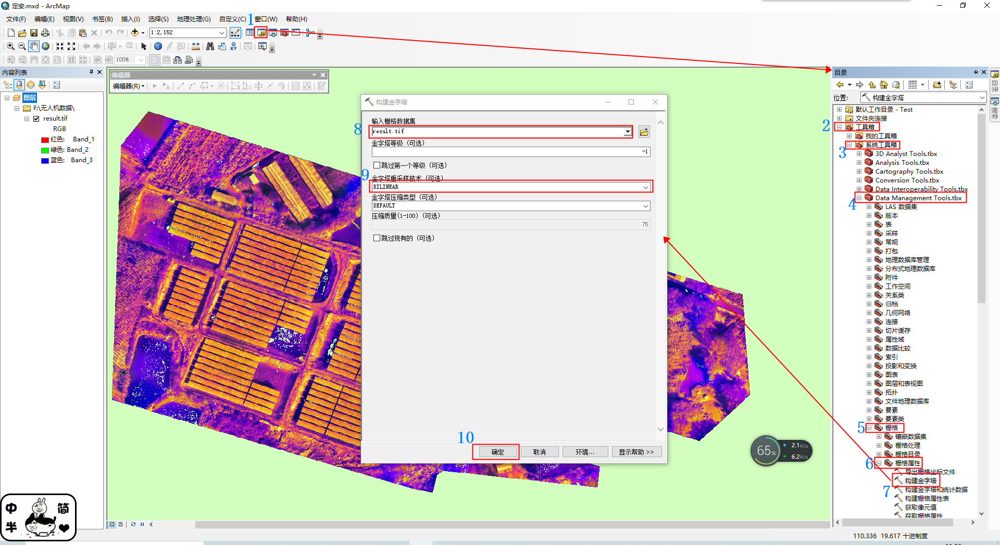 定安.mxd - ArcMap
文件(F) 编辑(E) 视图(V) 书签(B) 插入(I) 选择(S) 地理处理(G) 自定义(C) 窗口(W) 帮助(H)
1
1:2,152
100%
内容列表
图层
F:\无人机数据\
result.tif
RGB
红色: Band_1
绿色: Band_2
蓝色: Band_3
编辑器
编辑器(R)
构建金字塔
8
输入栅格数据集
result.tif
金字塔等级 (可选)
-1
跳过第一个等级 (可选)
9
金字塔重采样技术 (可选)
BILINEAR
金字塔压缩类型 (可选)
DEFAULT
压缩质量(1-100) (可选)
75
跳过现有的 (可选)
10
确定 取消 环境... 显示帮助 >>
目录
位置: 构建金字塔
默认工作目录 - Test
文件夹连接
2
工具箱
我的工具箱
3
系统工具箱
3D Analyst Tools.tbx
Analysis Tools.tbx
Cartography Tools.tbx
Conversion Tools.tbx
Data Interoperability Tools.tbx
4
Data Management Tools.tbx
LAS 数据集
版本
表
采样
常规
打包
地理数据库管理
分布式地理数据库
附件
工作空间
关系类
归档
几何网络
连接
切片缓存
属性域
数据比较
索引
投影和变换
图表
图层和表视图
拓扑
文件地理数据库
要素
要素类
5
栅格
镶嵌数据集
栅格处理
栅格目录
6
栅格属性
导出栅格坐标文件
7
构建金字塔
构建金字塔和统计数据
构建栅格属性表
获取像元值
获取栅格属性
目录
搜索
65%
2.1K/s
6.2K/s
中 简
半
110.336 19.617 十进制度